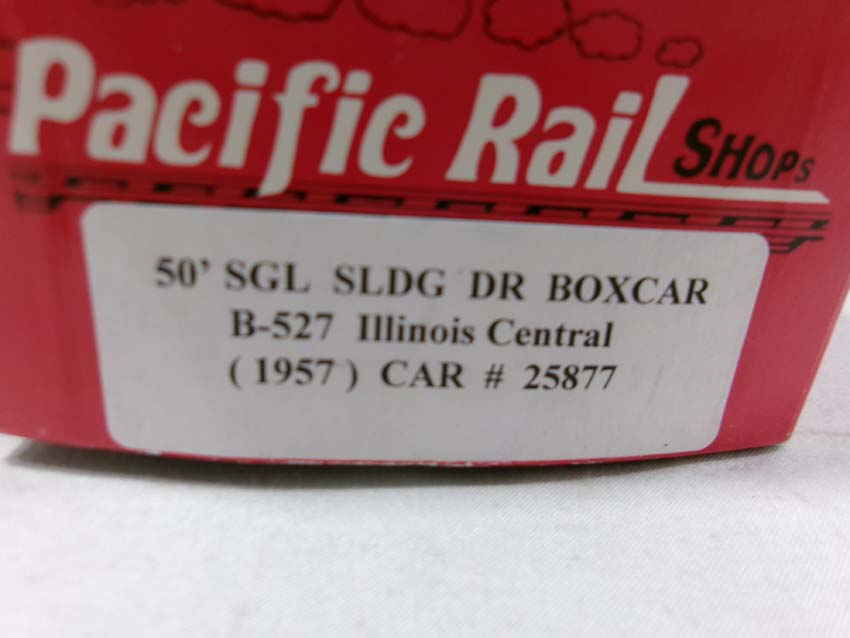 Pacific Rail SHOPS
50' SGL SLDG DR BOXCAR
B-527 Illinois Central
( 1957 ) CAR # 25877